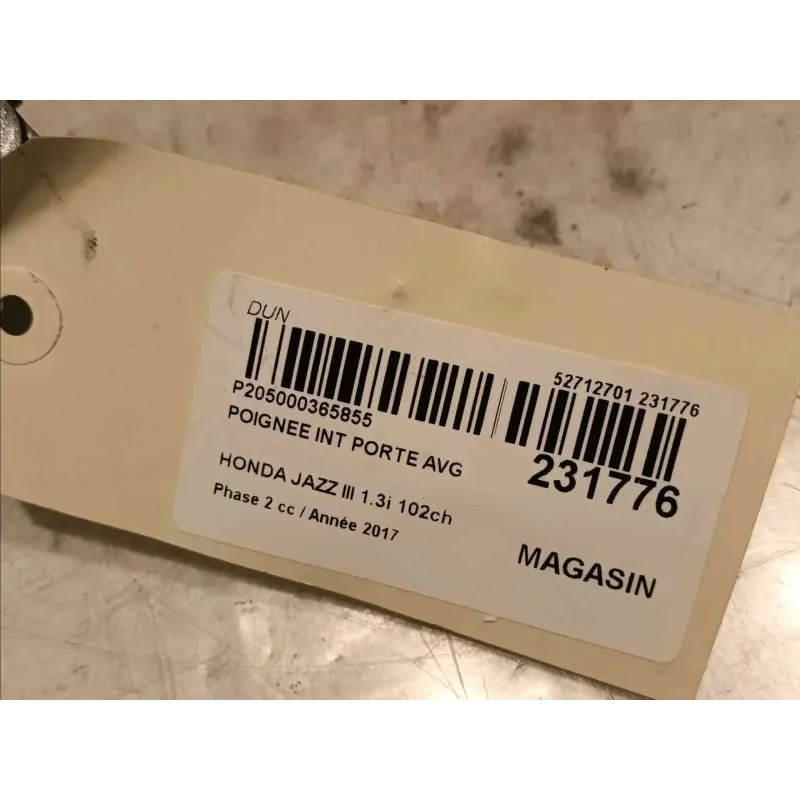 DUN
52712701 231776
P205000365855
POIGNEE INT PORTE AVG
231776
HONDA JAZZ III 1.3i 102ch
Phase 2 cc / Année 2017
MAGASIN